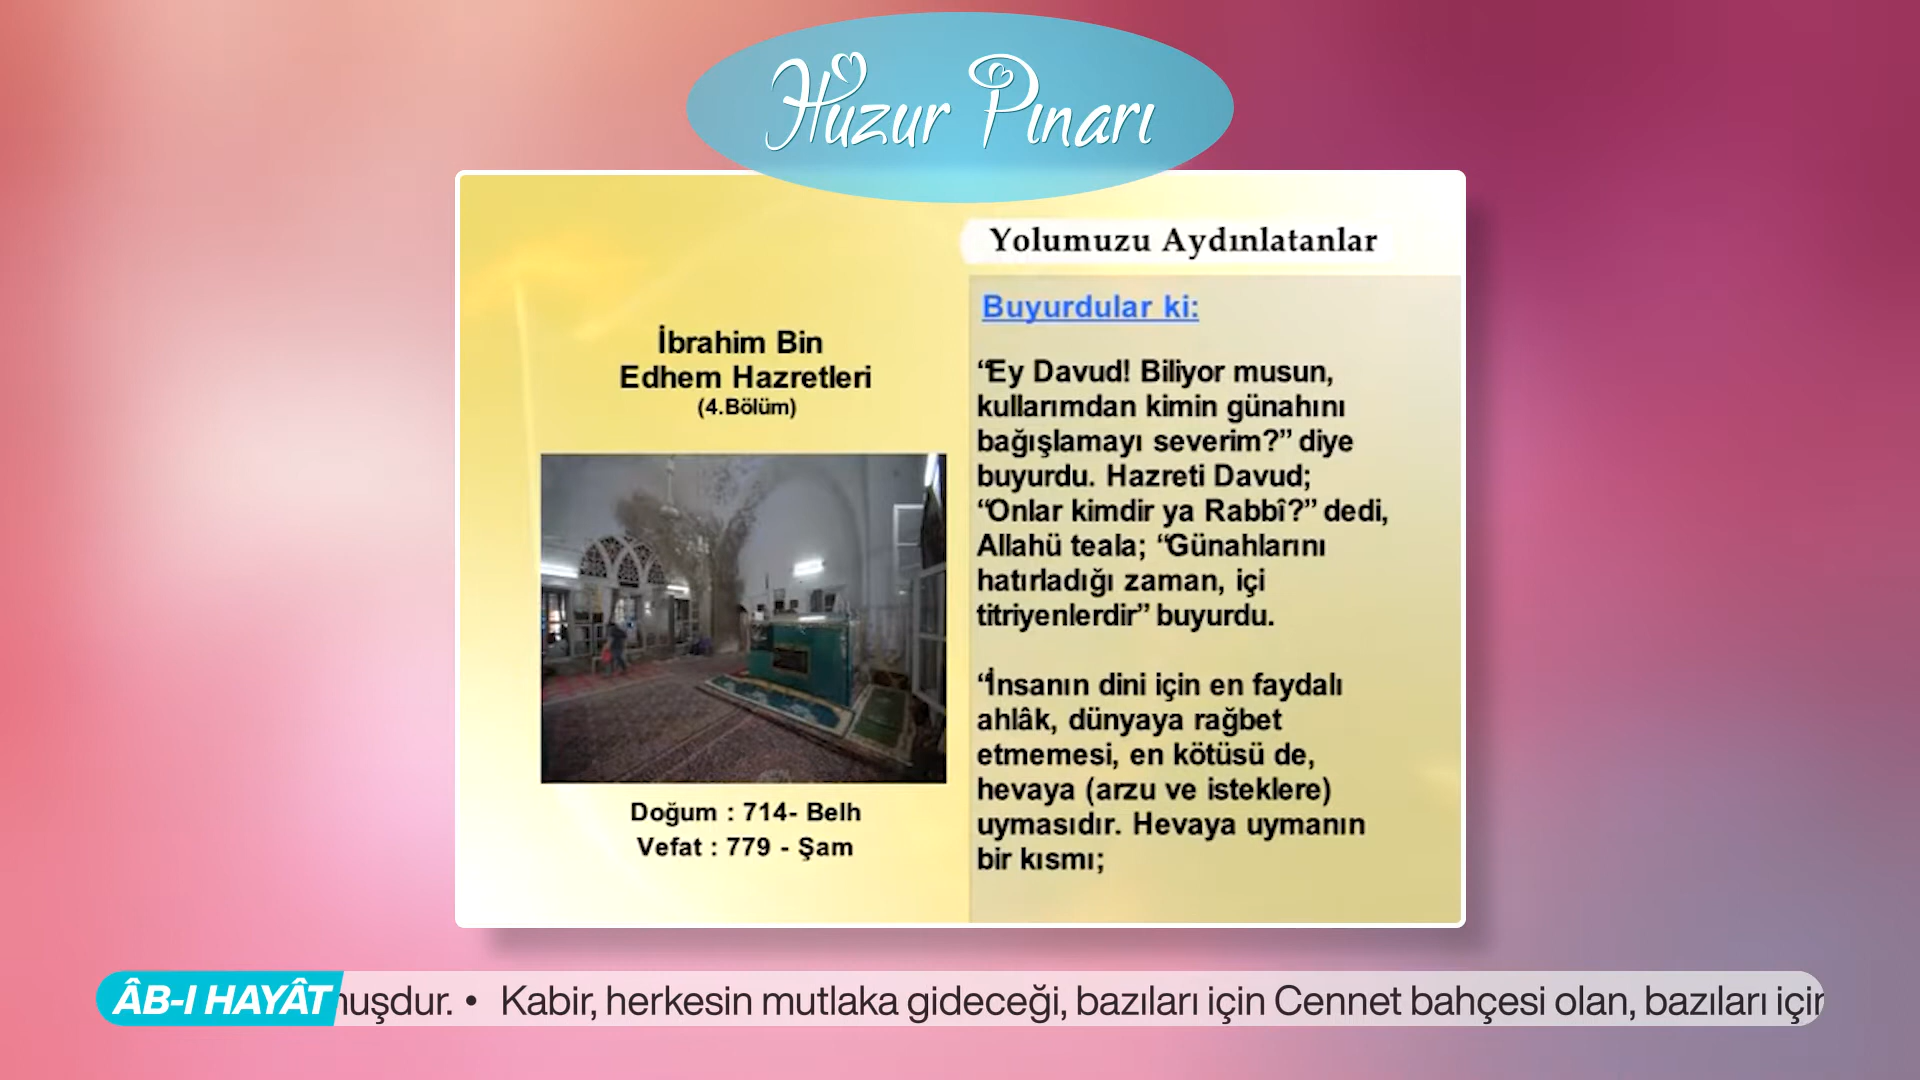 Huzur Pınarı
Yolumuzu Aydınlatanlar
İbrahim Bin
Edhem Hazretleri
(4.Bölüm)
Doğum : 714- Belh
Vefat : 779 - Şam
Buyurdular ki:
“Ey Davud! Biliyor musun,
kullarımdan kimin günahını
bağışlamayı severim?” diye
buyurdu. Hazreti Davud;
“Onlar kimdir ya Rabbî?” dedi,
Allahü teala; “Günahlarını
hatırladığı zaman, içi
titriyenlerdir” buyurdu.
“İnsanın dini için en faydalı
ahlâk, dünyaya rağbet
etmemesi, en kötüsü de,
hevaya (arzu ve isteklere)
uymasıdır. Hevaya uymanın
bir kısmı;
ÂB-I HAYÂT
uşdur. • Kabir, herkesin mutlaka gideceği, bazıları için Cennet bahçesi olan, bazıları için